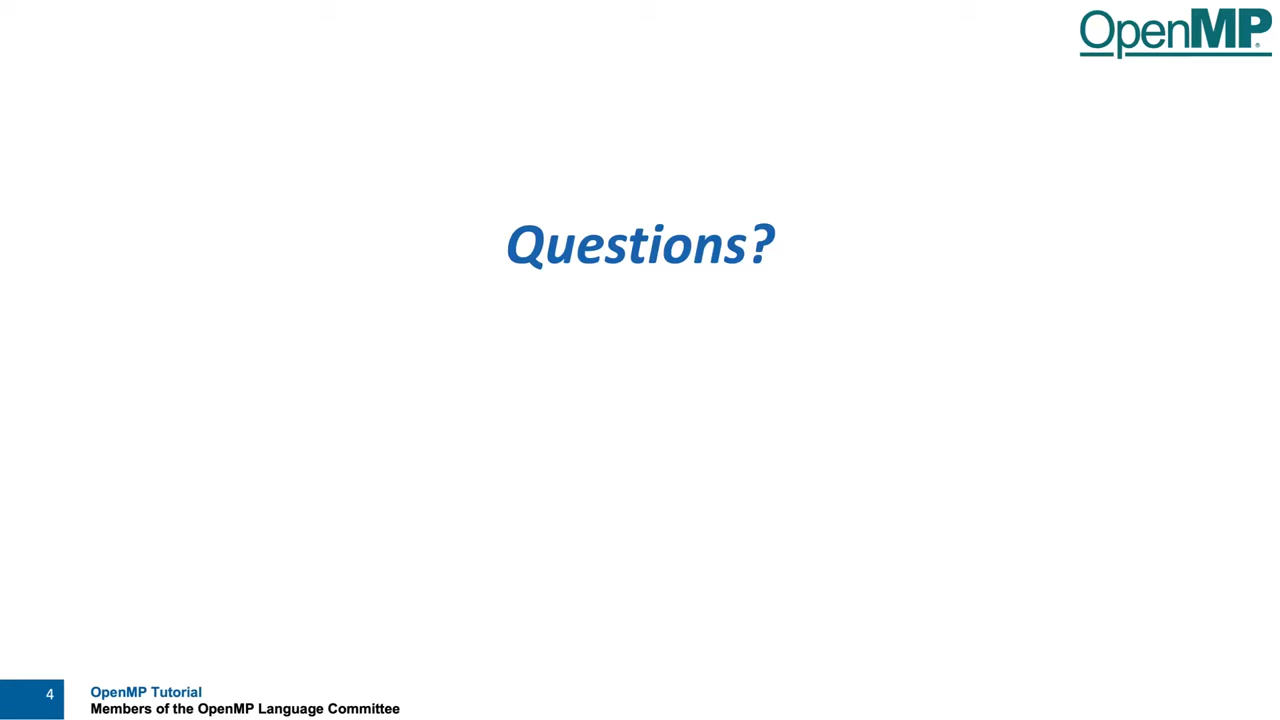 OpenMP®
Questions?
4
OpenMP Tutorial
Members of the OpenMP Language Committee